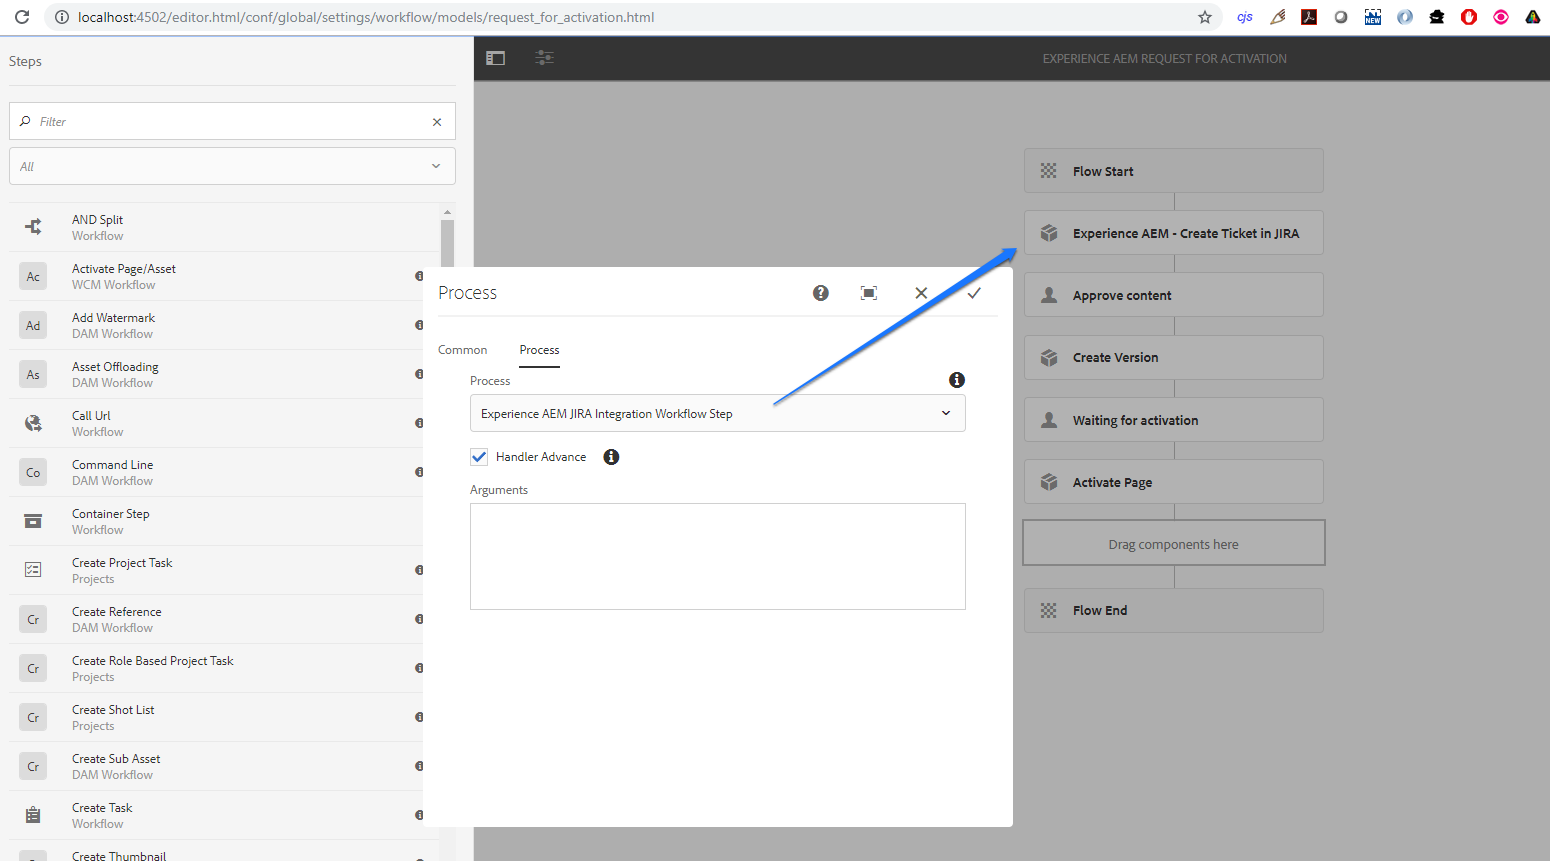 localhost:4502/editor.html/conf/global/settings/workflow/models/request_for_activation.html
cjs
NEW
Steps
Filter
All
AND Split
Workflow
Ac
Activate Page/Asset
WCM Workflow
Ad
Add Watermark
DAM Workflow
As
Asset Offloading
DAM Workflow
Call Url
Workflow
Co
Command Line
DAM Workflow
Container Step
Workflow
Create Project Task
Projects
Cr
Create Reference
DAM Workflow
Cr
Create Role Based Project Task
Projects
Cr
Create Shot List
Projects
Cr
Create Sub Asset
DAM Workflow
Create Task
Workflow
Create Thumbnail
EXPERIENCE AEM REQUEST FOR ACTIVATION
Process
Common
Process
Process
Experience AEM JIRA Integration Workflow Step
Handler Advance
Arguments
Flow Start
Experience AEM - Create Ticket in JIRA
Approve content
Create Version
Waiting for activation
Activate Page
Drag components here
Flow End